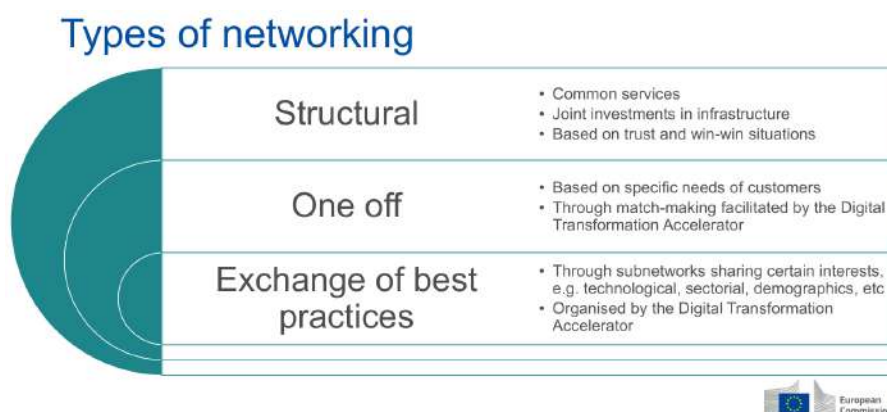 Types of networking
Structural
• Common services
• Joint investments in infrastructure
• Based on trust and win-win situations
One off
• Based on specific needs of customers
• Through match-making facilitated by the Digital
Transformation Accelerator
Exchange of best
practices
• Through subnetworks sharing certain interests,
e.g. technological, sectorial, demographics, etc
• Organised by the Digital Transformation
Accelerator
European